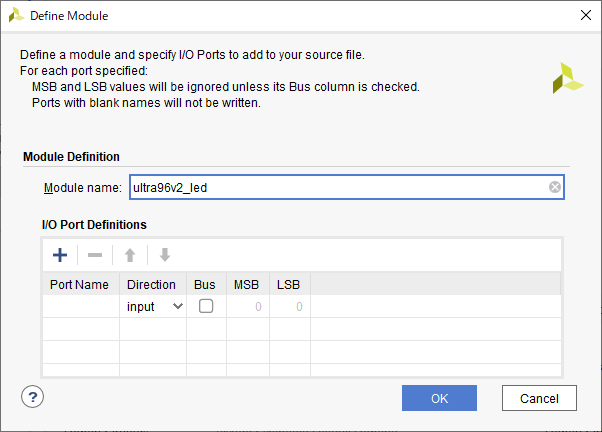 Define Module
Define a module and specify I/O Ports to add to your source file.
For each port specified:
MSB and LSB values will be ignored unless its Bus column is checked.
Ports with blank names will not be written.
Module Definition
Module name: ultra96v2_led
I/O Port Definitions
Port Name Direction Bus MSB LSB
input 0 0
? OK Cancel